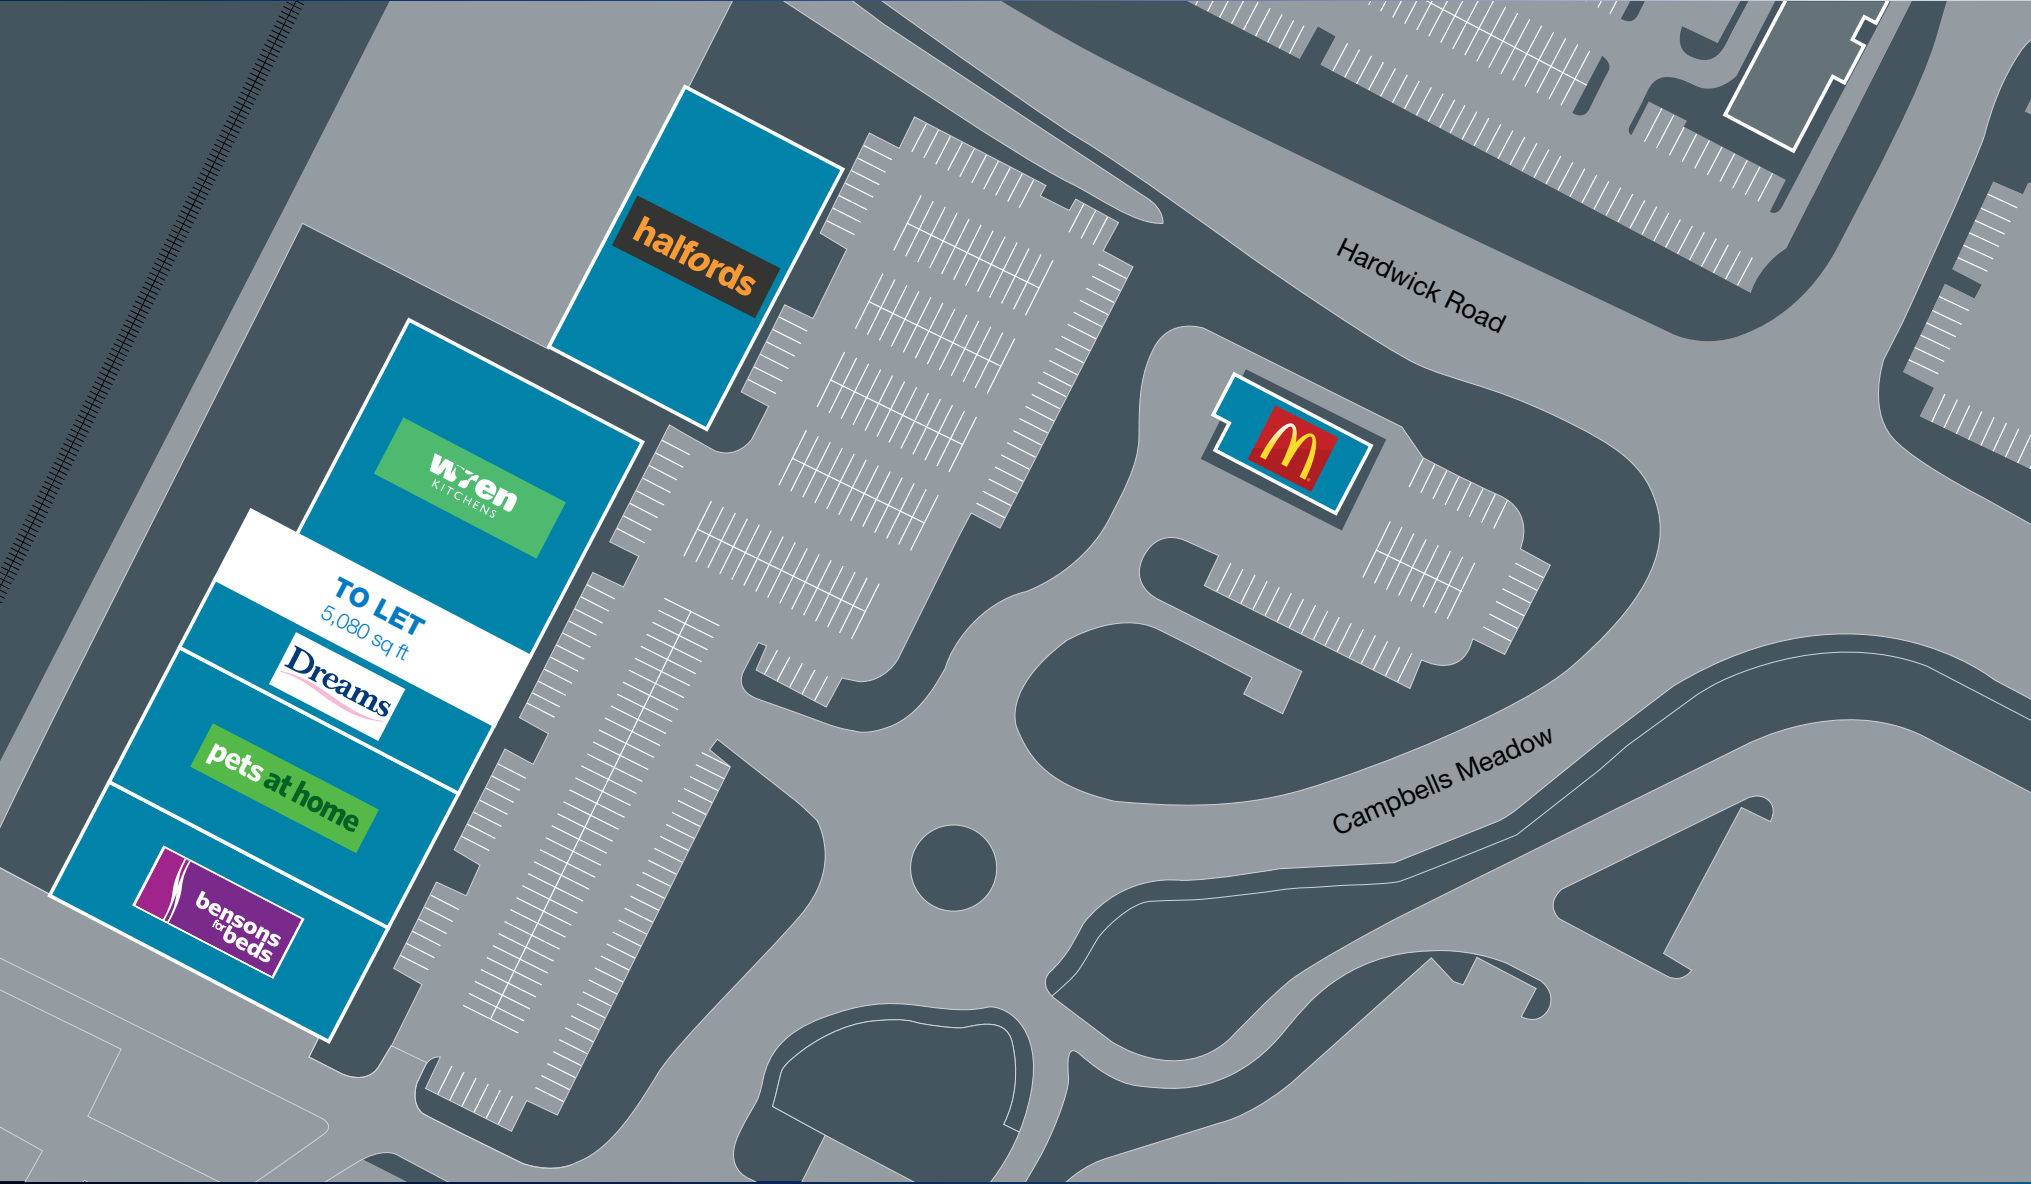 halfords
Hardwick Road
wren
KITCHENS
TO LET
5,080 sq ft
Dreams
pets at home
bensons
for
beds
Campbells Meadow